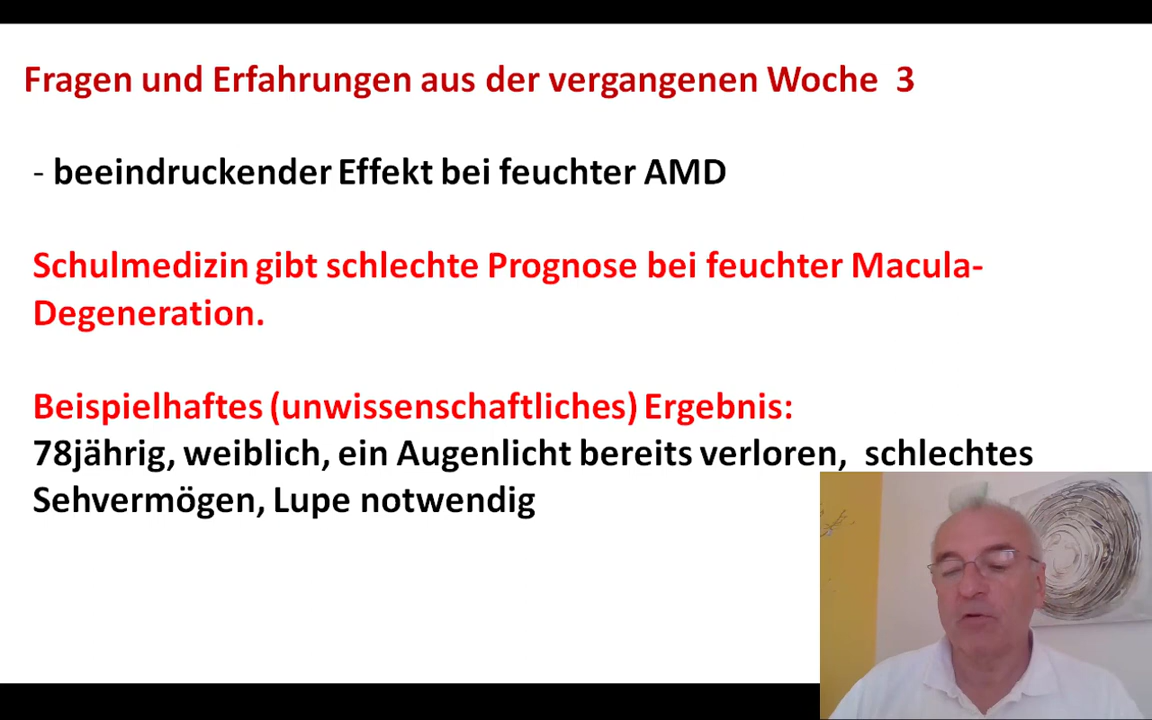 Fragen und Erfahrungen aus der vergangenen Woche 3
- beeindruckender Effekt bei feuchter AMD
Schulmedizin gibt schlechte Prognose bei feuchter Macula-
Degeneration.
Beispielhaftes (unwissenschaftliches) Ergebnis:
78jährig, weiblich, ein Augenlicht bereits verloren, schlechtes
Sehvermögen, Lupe notwendig